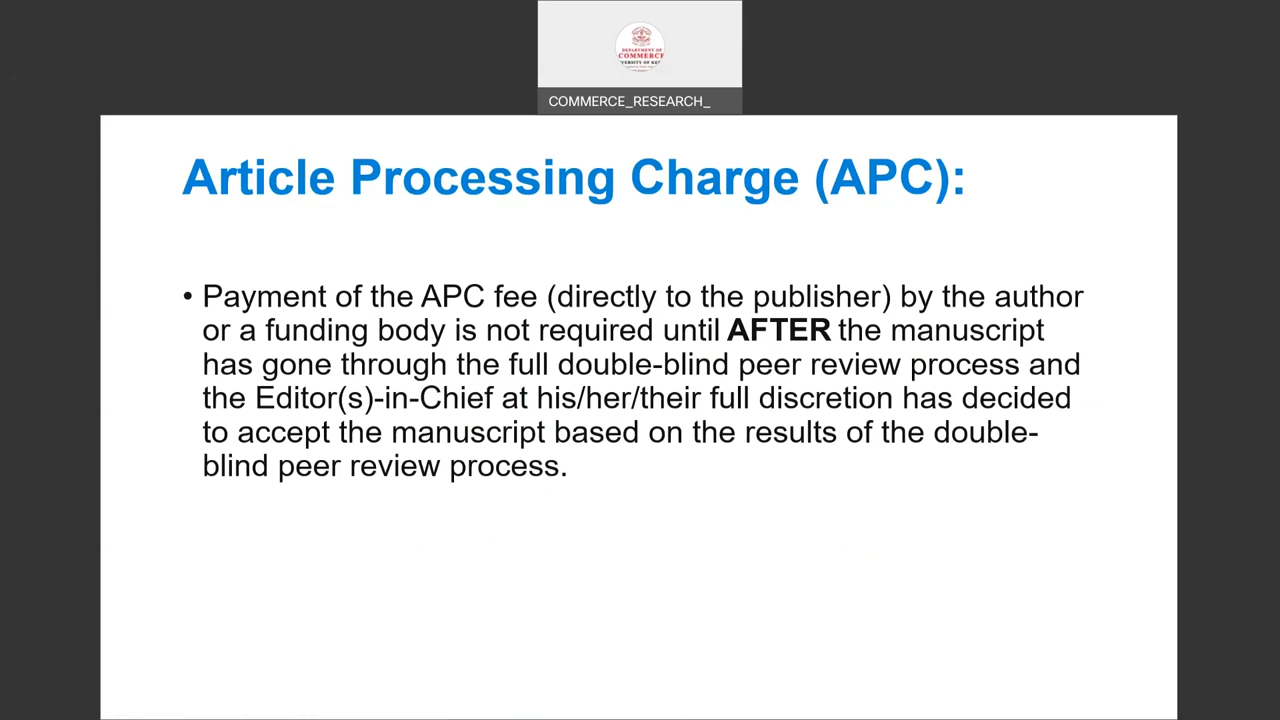 DEPARTMENT OF
COMMERCE
COMMERCE_RESEARCH_
Article Processing Charge (APC):
• Payment of the APC fee (directly to the publisher) by the author
or a funding body is not required until AFTER the manuscript
has gone through the full double-blind peer review process and
the Editor(s)-in-Chief at his/her/their full discretion has decided
to accept the manuscript based on the results of the double-
blind peer review process.